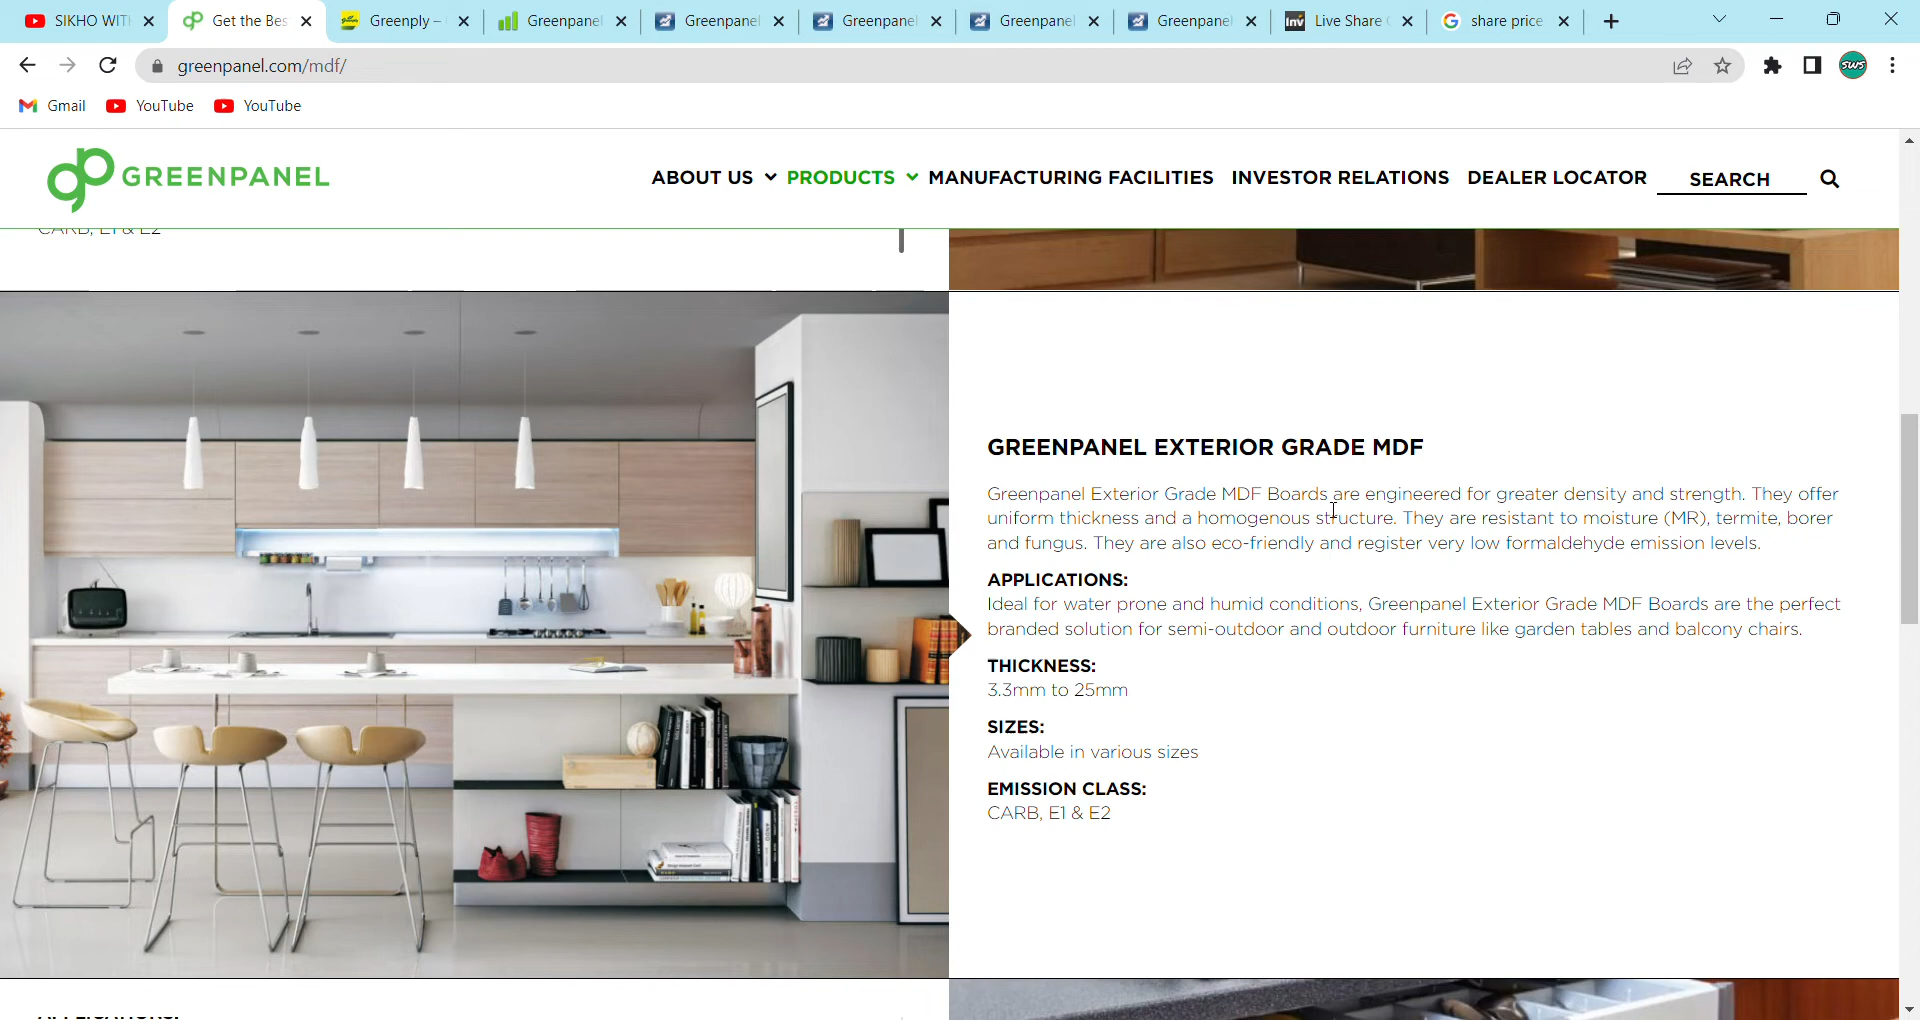 SIKHO WITH
Get the Bes
Greenply –
Greenpanel
Greenpanel
Greenpanel
Greenpanel
Greenpanel
Live Share
share price
greenpanel.com/mdf/
sws
Gmail
YouTube
YouTube
GREENPANEL
ABOUT US
PRODUCTS
MANUFACTURING FACILITIES
INVESTOR RELATIONS
DEALER LOCATOR
SEARCH
CARB, E1 & E2
GREENPANEL EXTERIOR GRADE MDF
Greenpanel Exterior Grade MDF Boards are engineered for greater density and strength. They offer
uniform thickness and a homogenous structure. They are resistant to moisture (MR), termite, borer
and fungus. They are also eco-friendly and register very low formaldehyde emission levels.
APPLICATIONS:
Ideal for water prone and humid conditions, Greenpanel Exterior Grade MDF Boards are the perfect
branded solution for semi-outdoor and outdoor furniture like garden tables and balcony chairs.
THICKNESS:
3.3mm to 25mm
SIZES:
Available in various sizes
EMISSION CLASS:
CARB, E1 & E2